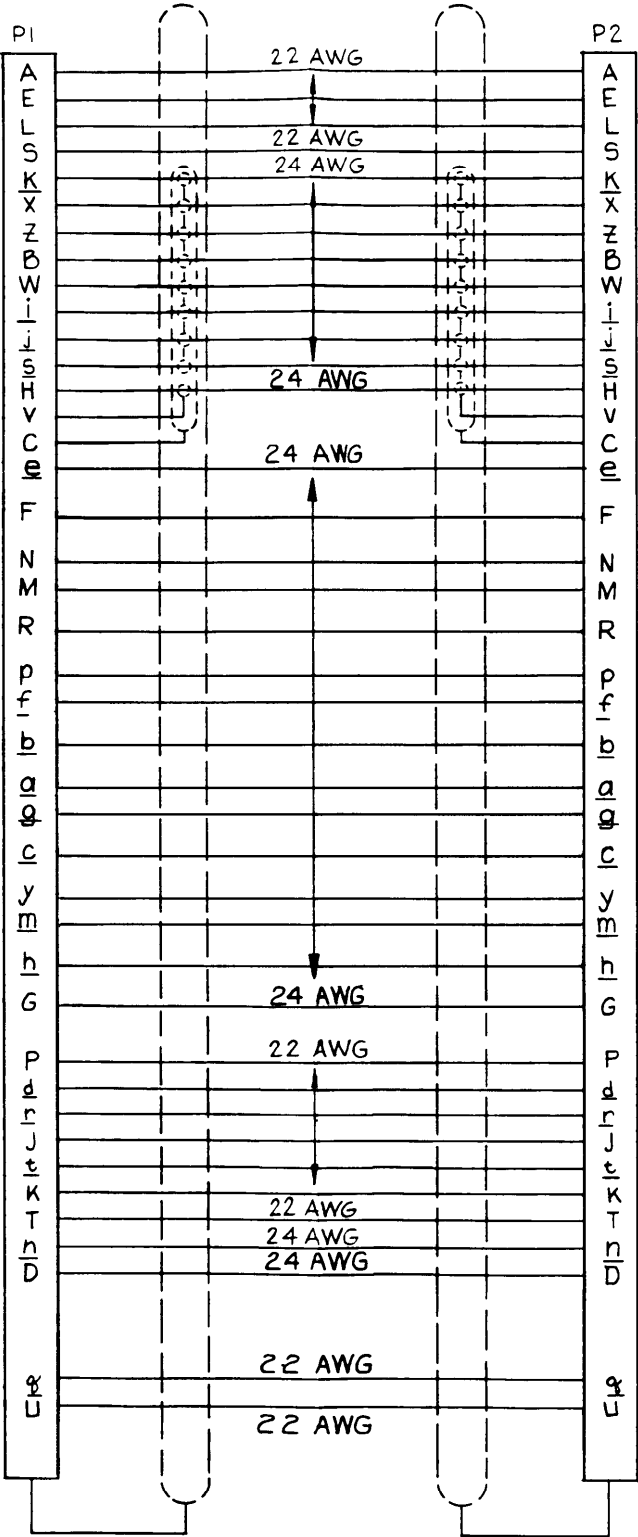 P1 P2
22 AWG
A A
E E
L L
22 AWG
S S
24 AWG
K K
X X
Z Z
B B
W W
i i
j j
s s
24 AWG
H H
V V
C C
24 AWG
e e
F F
N N
M M
R R
p p
f f
b b
a a
g g
c c
y y
m m
h h
24 AWG
G G
22 AWG
P P
d d
r r
J J
t t
K K
22 AWG
T T
24 AWG
n n
24 AWG
D D
22 AWG
q q
U U
22 AWG